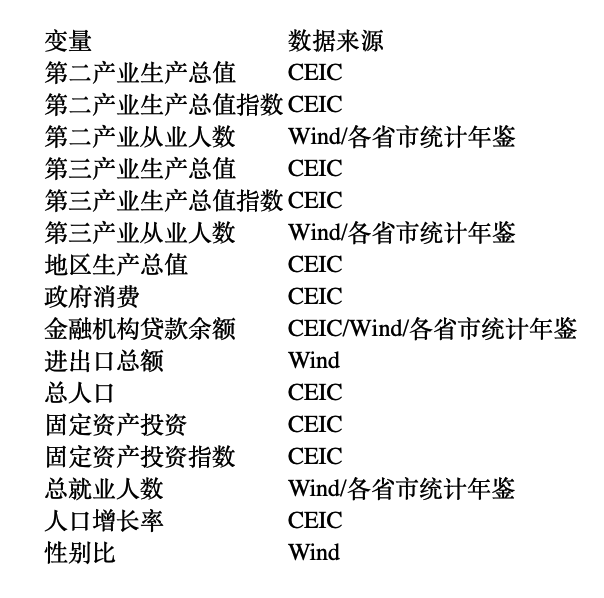 变量 数据来源
第二产业生产总值 CEIC
第二产业生产总值指数 CEIC
第二产业从业人数 Wind/各省市统计年鉴
第三产业生产总值 CEIC
第三产业生产总值指数 CEIC
第三产业从业人数 Wind/各省市统计年鉴
地区生产总值 CEIC
政府消费 CEIC
金融机构贷款余额 CEIC/Wind/各省市统计年鉴
进出口总额 Wind
总人口 CEIC
固定资产投资 CEIC
固定资产投资指数 CEIC
总就业人数 Wind/各省市统计年鉴
人口增长率 CEIC
性别比 Wind